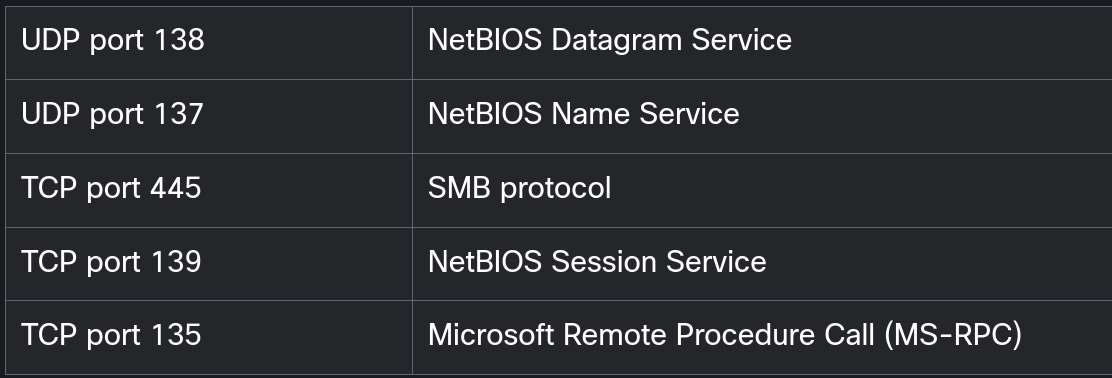 UDP port 138 NetBIOS Datagram Service
UDP port 137 NetBIOS Name Service
TCP port 445 SMB protocol
TCP port 139 NetBIOS Session Service
TCP port 135 Microsoft Remote Procedure Call (MS-RPC)